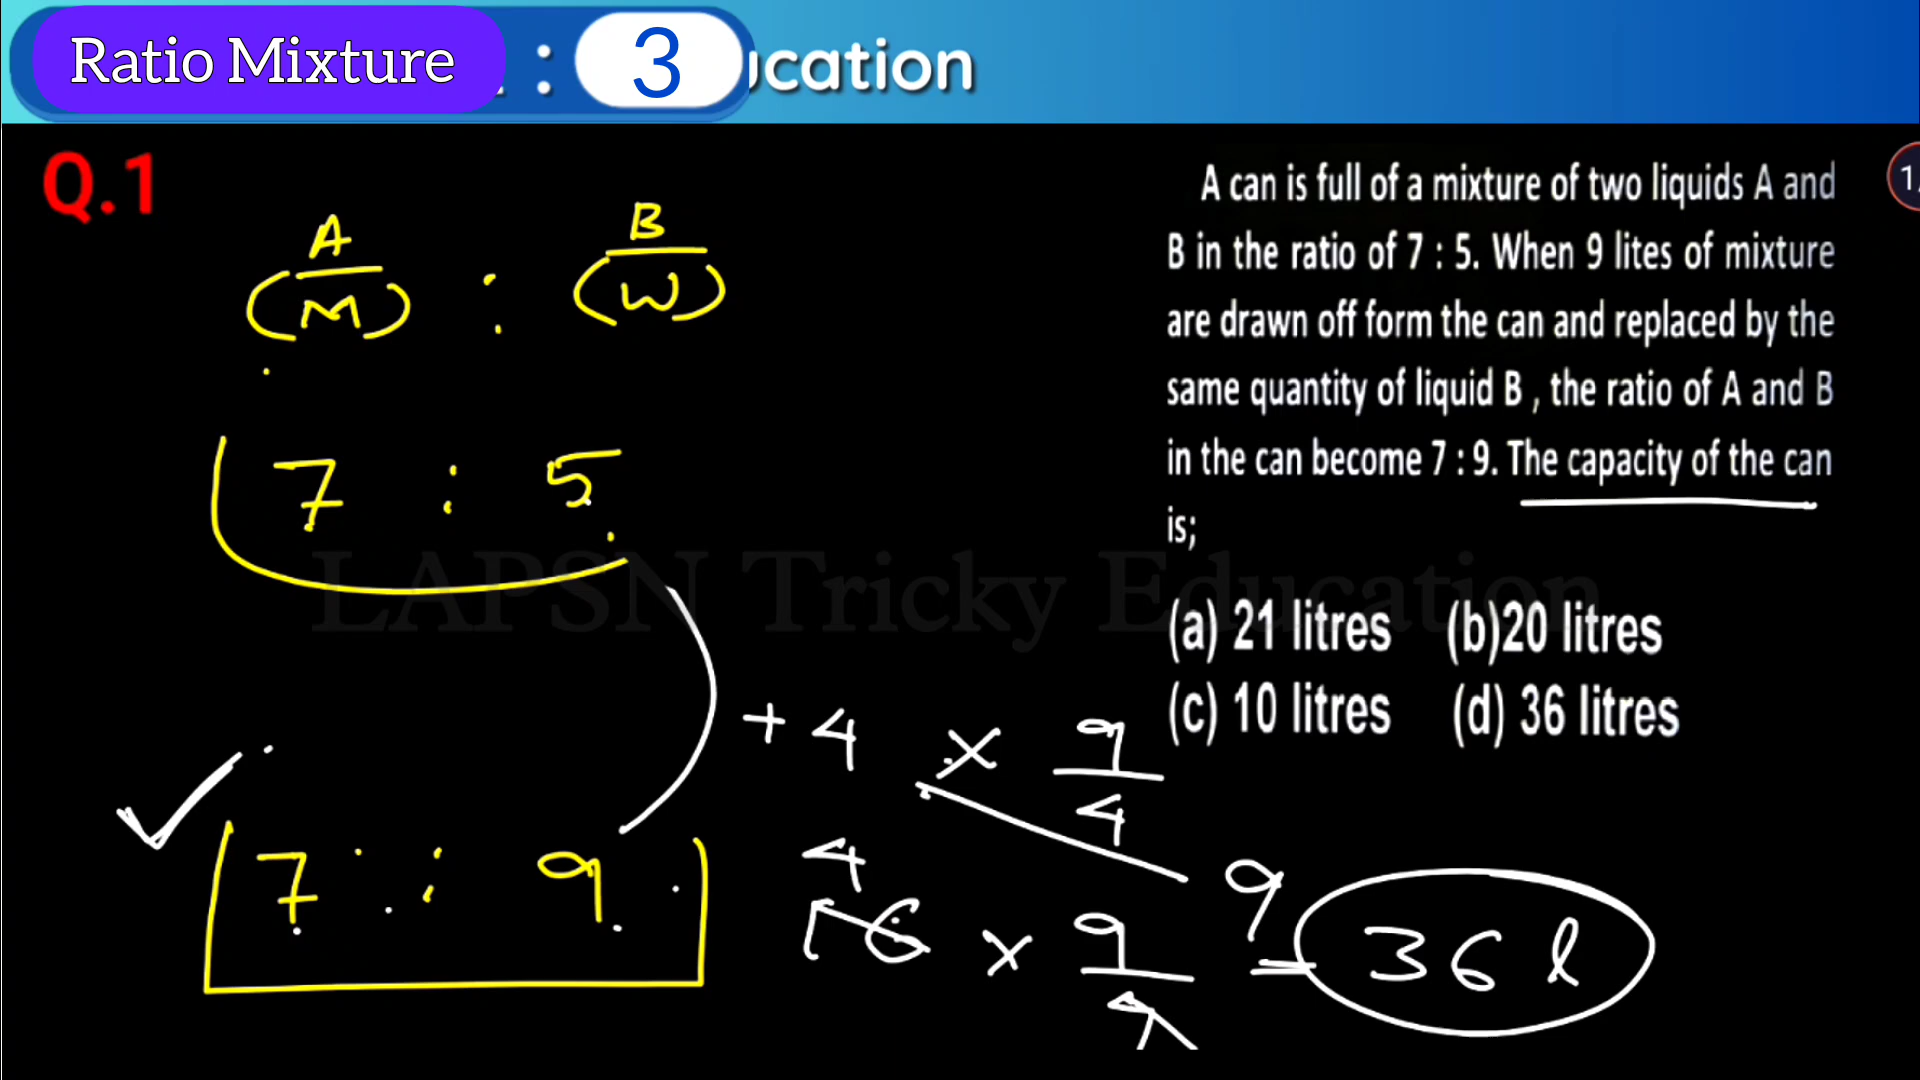 Ratio Mixture : 3 ucation
Q.1
A can is full of a mixture of two liquids A and
B in the ratio of 7 : 5. When 9 lites of mixture
are drawn off form the can and replaced by the
same quantity of liquid B , the ratio of A and B
in the can become 7 : 9. The capacity of the can
is;
(a) 21 litres (b)20 litres
(c) 10 litres (d) 36 litres
A : B
(M) (W)
7 : 5
LAPSN Tricky Education
+ 4 × 9/4
9
7 : 9
4
16 × 9/4 = 36 l